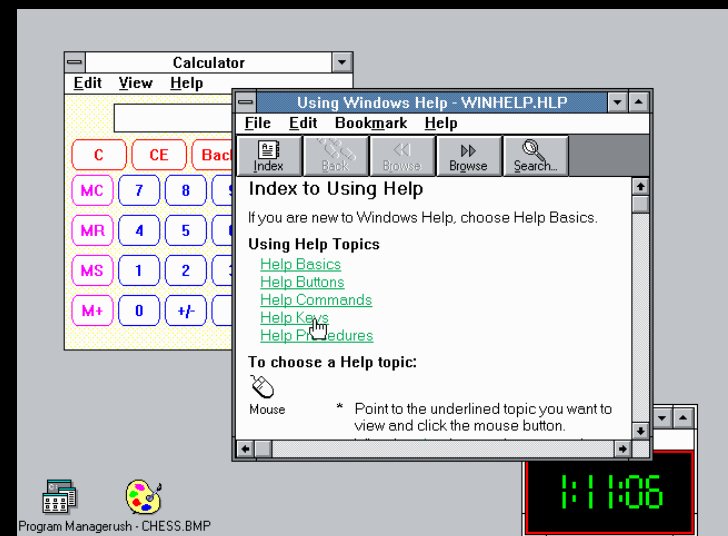 Calculator
Edit View Help
C CE Bac
MC 7 8
MR 4 5
MS 1 2
M+ 0 +/-
Using Windows Help - WINHELP.HLP
File Edit Bookmark Help
Index Back Browse Browse Search...
Index to Using Help
If you are new to Windows Help, choose Help Basics.
Using Help Topics
Help Basics
Help Buttons
Help Commands
Help Keys
Help Procedures
To choose a Help topic:
Mouse * Point to the underlined topic you want to
view and click the mouse button.
1:11:06
Program Managerush - CHESS.BMP